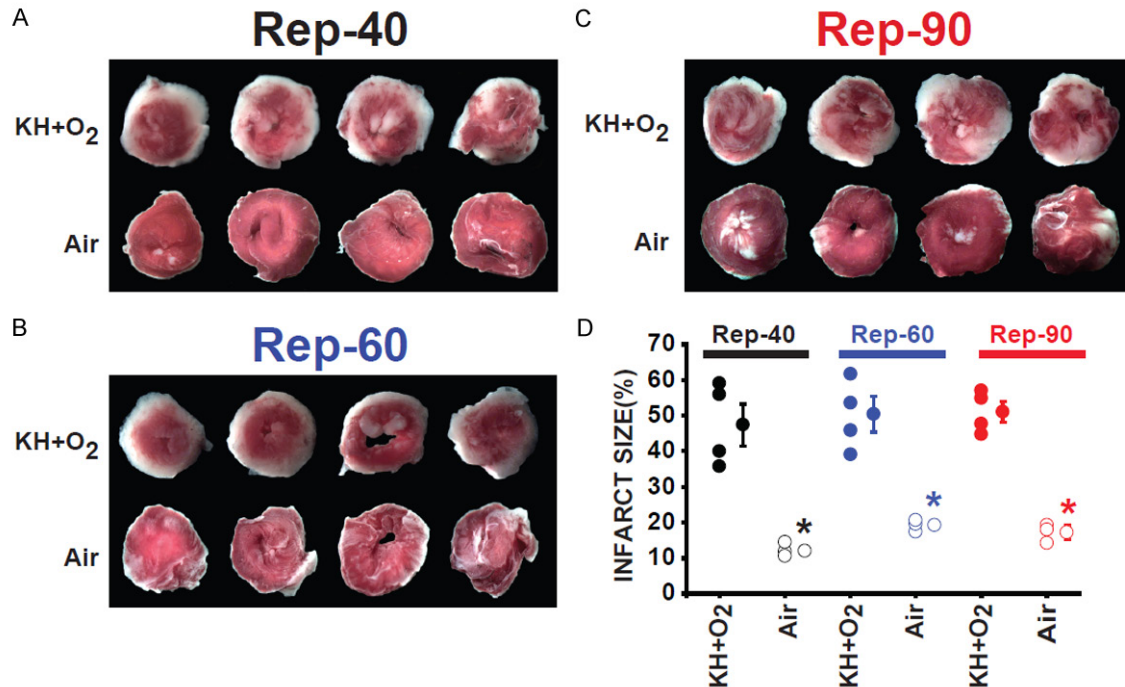 A
Rep-40
KH+O2
Air
B
Rep-60
KH+O2
Air
C
Rep-90
KH+O2
Air
D
Rep-40 Rep-60 Rep-90
INFARCT SIZE(%)
70
60
50
40
30
20
10
0
* * *
KH+O2 Air KH+O2 Air KH+O2 Air